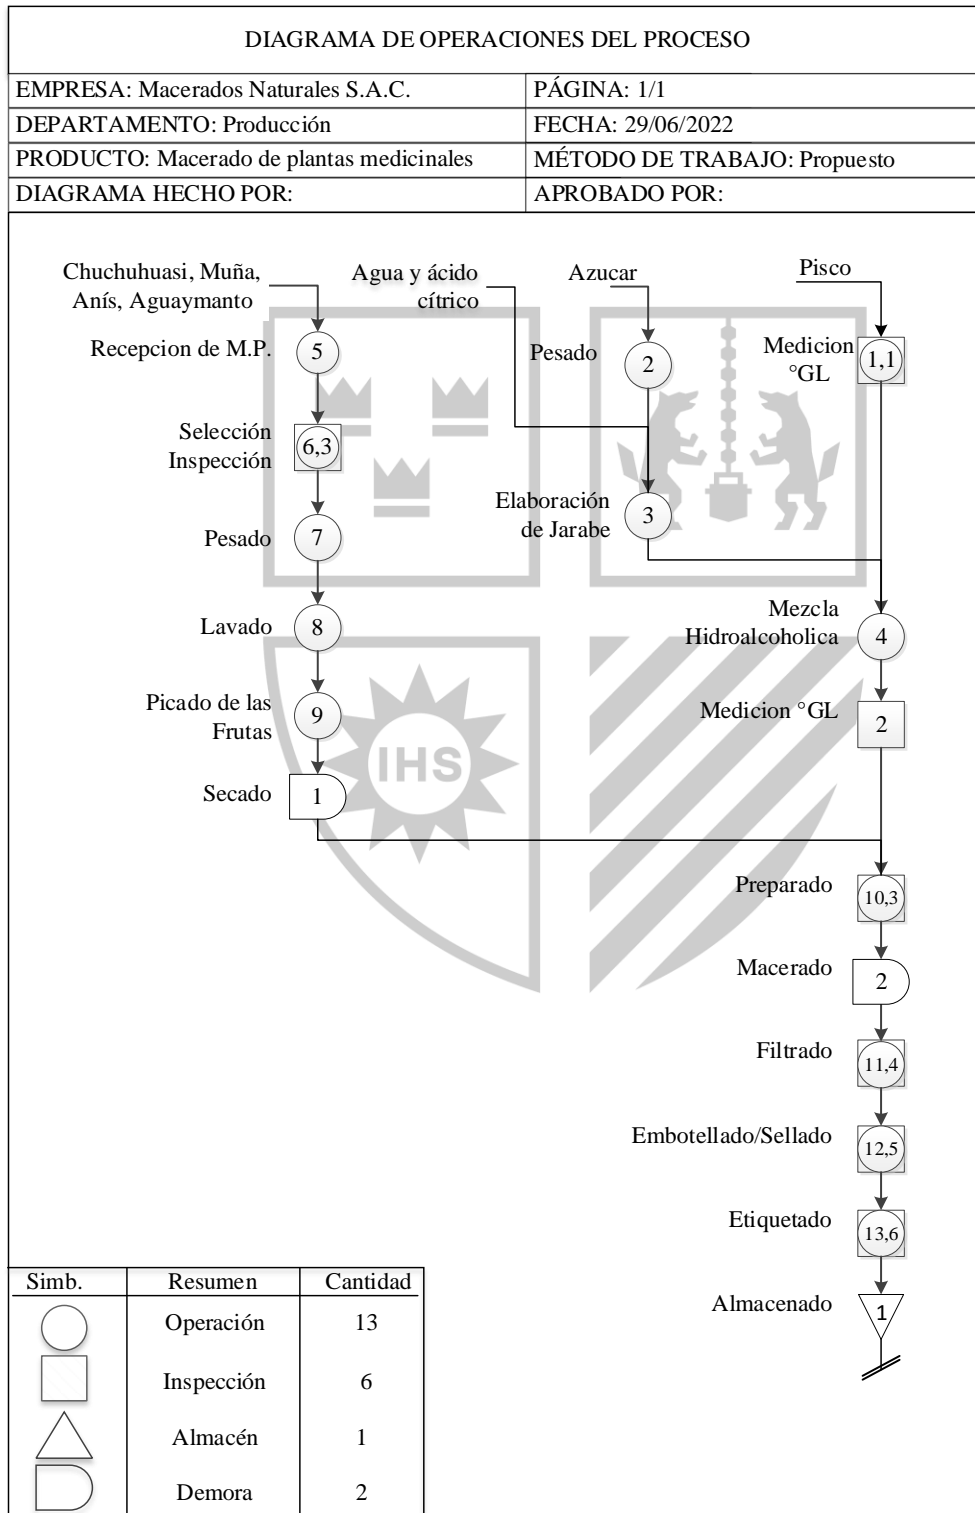 DIAGRAMA DE OPERACIONES DEL PROCESO
EMPRESA: Macerados Naturales S.A.C.
PÁGINA: 1/1
DEPARTAMENTO: Producción
FECHA: 29/06/2022
PRODUCTO: Macerado de plantas medicinales
MÉTODO DE TRABAJO: Propuesto
DIAGRAMA HECHO POR:
APROBADO POR:
Chuchuhuasi, Muña,
Anís, Aguaymanto
Agua y ácido
cítrico
Azucar
Pisco
Recepcion de M.P.
5
Pesado
2
Medicion
°GL
1,1
Selección
Inspección
6,3
Elaboración
de Jarabe
3
Pesado
7
Lavado
8
Mezcla
Hidroalcoholica
4
Picado de las
Frutas
9
Medicion °GL
2
IHS
Secado
1
Preparado
10,3
Macerado
2
Filtrado
11,4
Embotellado/Sellado
12,5
Etiquetado
13,6
Almacenado
1
Simb.
Resumen
Cantidad
Operación
13
Inspección
6
Almacén
1
Demora
2